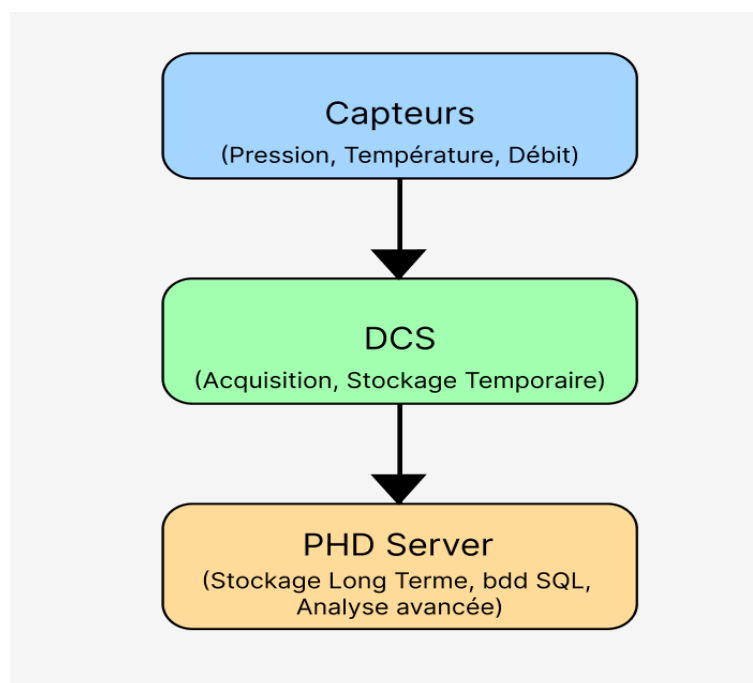 Capteurs
(Pression, Température, Débit)
DCS
(Acquisition, Stockage Temporaire)
PHD Server
(Stockage Long Terme, bdd SQL,
Analyse avancée)